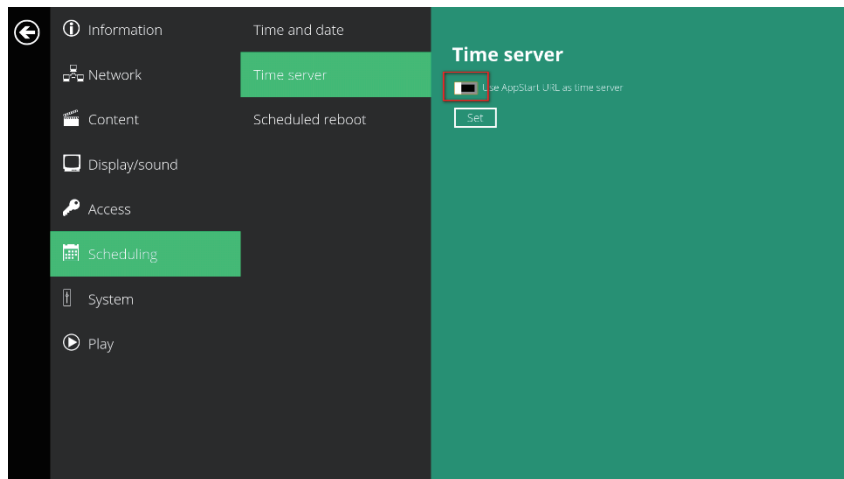 Information
Network
Content
Display/sound
Access
Scheduling
System
Play
Time and date
Time server
Scheduled reboot
Time server
Use AppStart URL as time server
Set